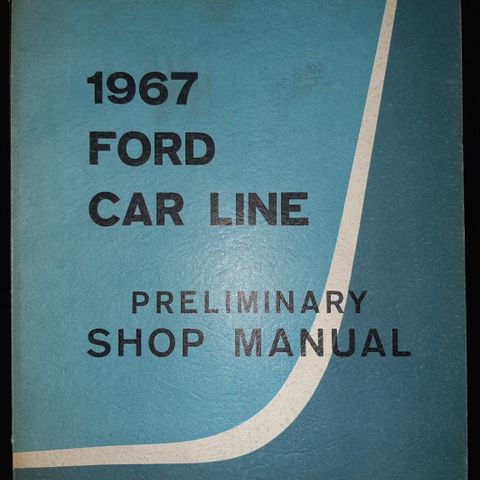 1967
FORD
CAR LINE
PRELIMINARY
SHOP MANUAL